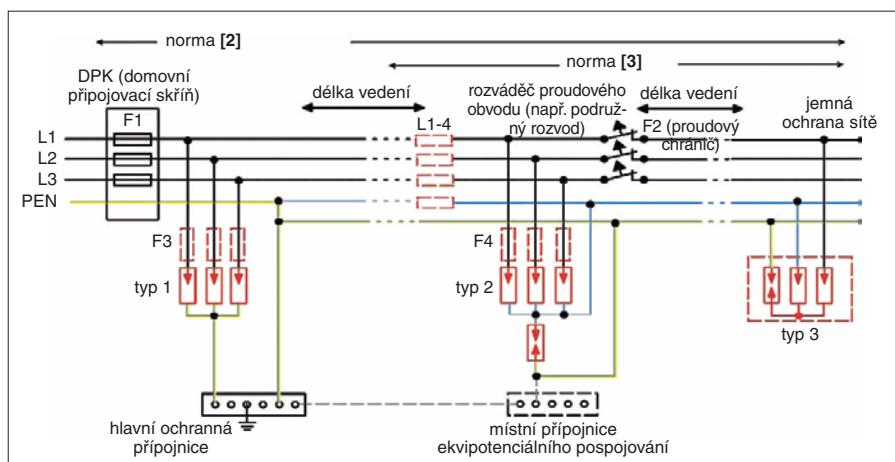 norma [2]
norma [3]
DPK (domovní
připojovací skříň)
F1
délka vedení
L1-4
rozváděč proudového
obvodu (např. podruž-
ný rozvod)
délka vedení
F2 (proudový
chránič)
jemná
ochrana sítě
L1
L2
L3
PEN
F3
F4
typ 1
typ 2
typ 3
hlavní ochranná
přípojnice
místní přípojnice
ekvipotenciálního pospojování